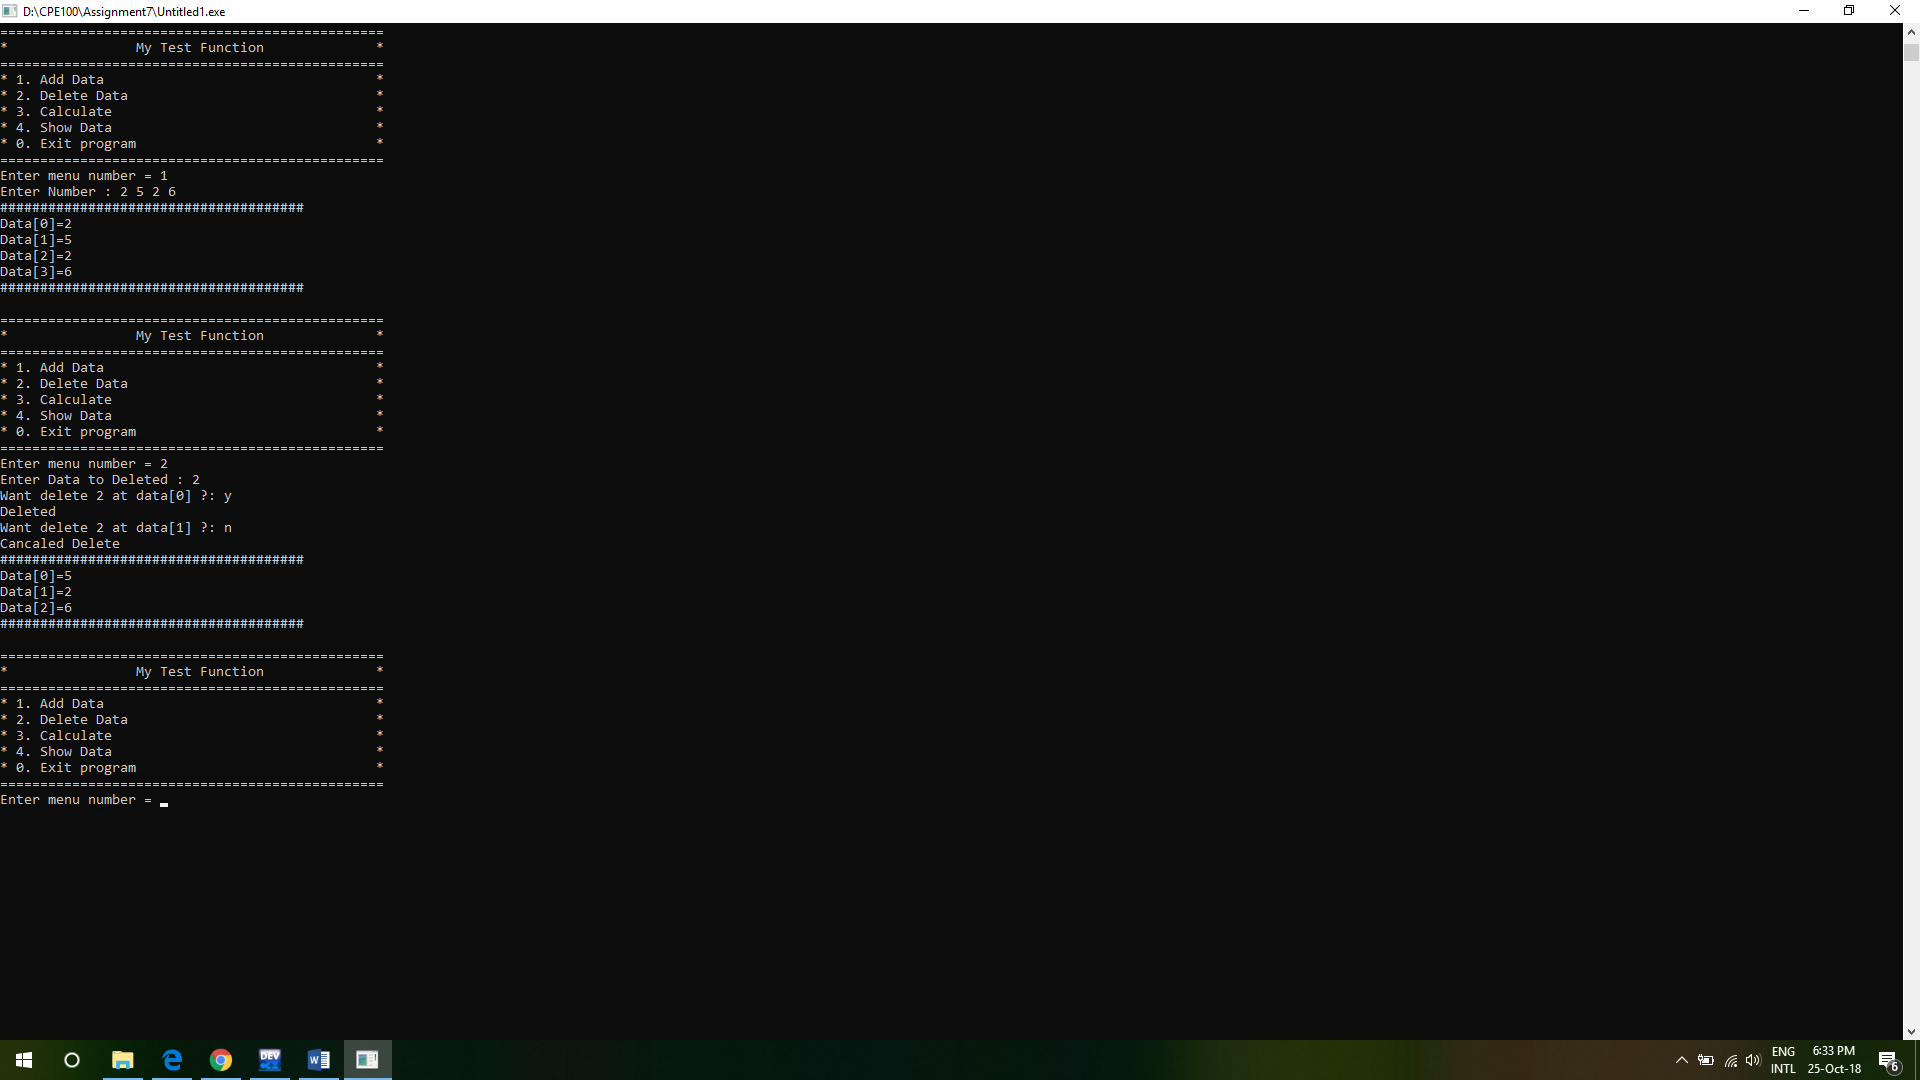 D:\CPE100\Assignment7\Untitled1.exe
================================================
*                My Test Function              *
================================================
* 1. Add Data                                  *
* 2. Delete Data                               *
* 3. Calculate                                 *
* 4. Show Data                                 *
* 0. Exit program                              *
================================================
Enter menu number = 1
Enter Number : 2 5 2 6
######################################
Data[0]=2
Data[1]=5
Data[2]=2
Data[3]=6
######################################

================================================
*                My Test Function              *
================================================
* 1. Add Data                                  *
* 2. Delete Data                               *
* 3. Calculate                                 *
* 4. Show Data                                 *
* 0. Exit program                              *
================================================
Enter menu number = 2
Enter Data to Deleted : 2
Want delete 2 at data[0] ?: y
Deleted
Want delete 2 at data[1] ?: n
Cancaled Delete
######################################
Data[0]=5
Data[1]=2
Data[2]=6
######################################

================================================
*                My Test Function              *
================================================
* 1. Add Data                                  *
* 2. Delete Data                               *
* 3. Calculate                                 *
* 4. Show Data                                 *
* 0. Exit program                              *
================================================
Enter menu number =
DEV
C++
W
ENG
INTL
6:33 PM
25-Oct-18
6